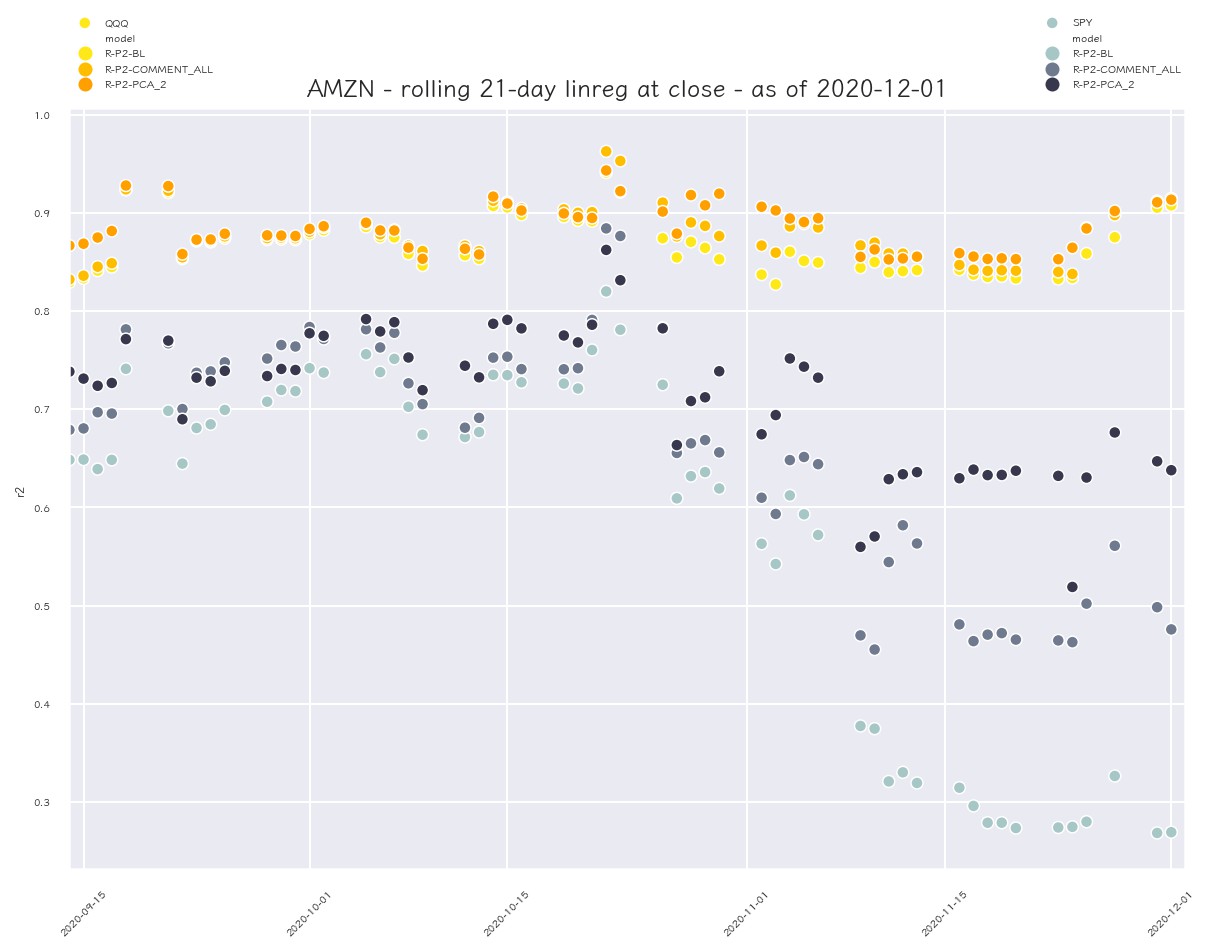 QQQ
model
R-P2-BL
R-P2-COMMENT_ALL
R-P2-PCA_2
SPY
model
R-P2-BL
R-P2-COMMENT_ALL
R-P2-PCA_2
AMZN - rolling 21-day linreg at close - as of 2020-12-01
1.0
0.9
0.8
0.7
0.6
0.5
0.4
0.3
r2
2020-09-15
2020-10-01
2020-10-15
2020-11-01
2020-11-15
2020-12-01